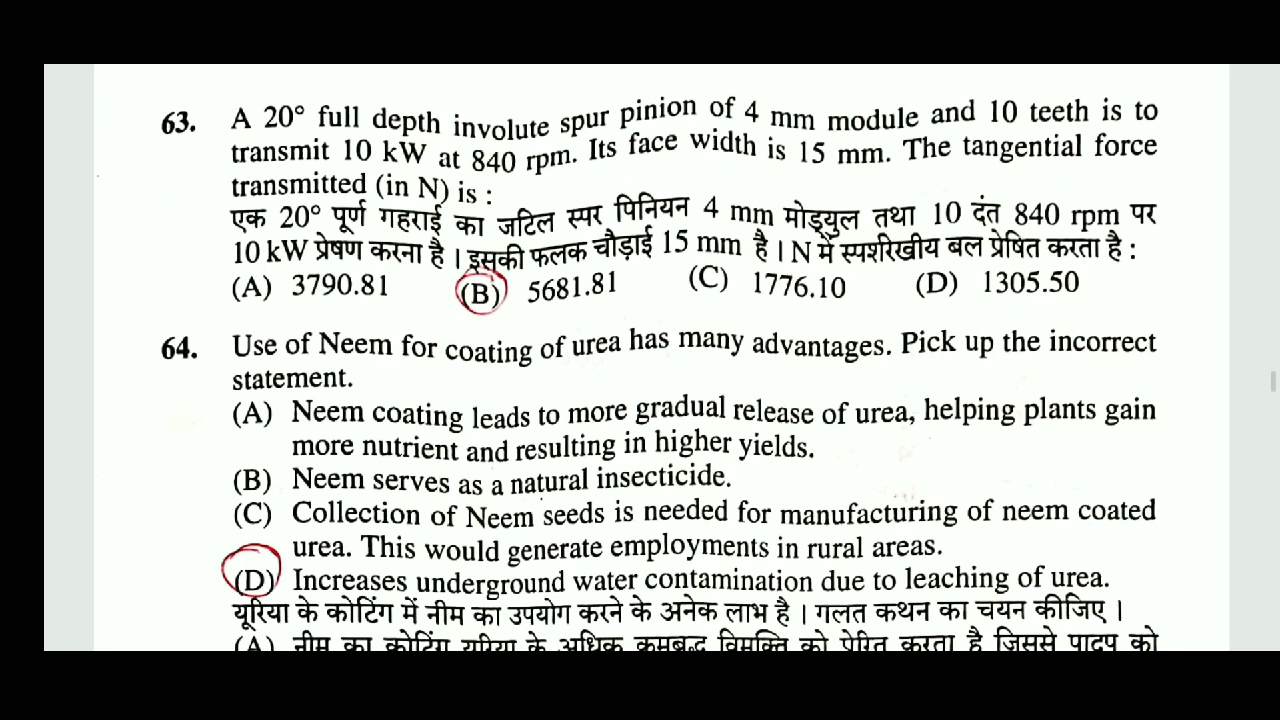 63. A 20° full depth involute spur pinion of 4 mm module and 10 teeth is to
transmit 10 kW at 840 rpm. Its face width is 15 mm. The tangential force
transmitted (in N) is :
एक 20° पूर्ण गहराई का जटिल स्पर पिनियन 4 mm मोड्युल तथा 10 दंत 840 rpm पर
10 kW प्रेषण करना है । इसकी फलक चौड़ाई 15 mm है । N में स्पर्शरेखीय बल प्रेषित करता है :
(A) 3790.81 (B) 5681.81 (C) 1776.10 (D) 1305.50
64. Use of Neem for coating of urea has many advantages. Pick up the incorrect
statement.
(A) Neem coating leads to more gradual release of urea, helping plants gain
more nutrient and resulting in higher yields.
(B) Neem serves as a natural insecticide.
(C) Collection of Neem seeds is needed for manufacturing of neem coated
urea. This would generate employments in rural areas.
(D) Increases underground water contamination due to leaching of urea.
यूरिया के कोटिंग में नीम का उपयोग करने के अनेक लाभ है । गलत कथन का चयन कीजिए ।
(A) नीम का कोटिंग यूरिया के अधिक क्रमबद्ध विमुक्ति को प्रेरित करता है जिससे पादप को